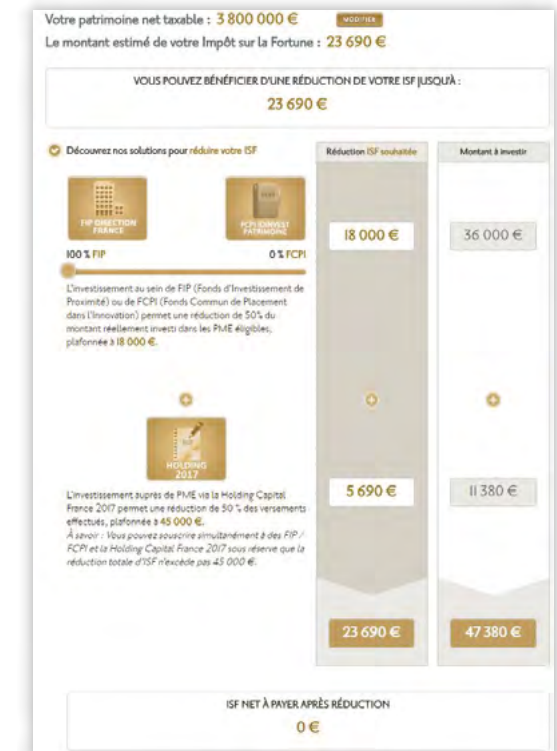 Votre patrimoine net taxable : 3 800 000 € MODIFIER
Le montant estimé de votre Impôt sur la Fortune : 23 690 €
VOUS POUVEZ BÉNÉFICIER D'UNE RÉDUCTION DE VOTRE ISF JUSQU'À :
23 690 €
Découvrez nos solutions pour réduire votre ISF
Réduction ISF souhaitée
Montant à investir
FIP DIRECTION
FRANCE
FCPI
PATRIMOINE
100 % FIP
0 % FCPI
18 000 €
36 000 €
L'investissement au sein de FIP (Fonds d'Investissement de
Proximité) ou de FCPI (Fonds Commun de Placement
dans l'Innovation) permet une réduction de 50% du
montant réellement investi dans les PME éligibles,
plafonnée à 18 000 €.
HOLDING
2017
L'investissement auprès de PME via la Holding Capital
France 2017 permet une réduction de 50 % des versements
effectués, plafonnée à 45 000 €.
À savoir : Vous pouvez souscrire simultanément à des FIP /
FCPI et la Holding Capital France 2017 sous réserve que la
réduction totale d'ISF n'excède pas 45 000 €.
5 690 €
11 380 €
23 690 €
47 380 €
ISF NET À PAYER APRÈS RÉDUCTION
0 €